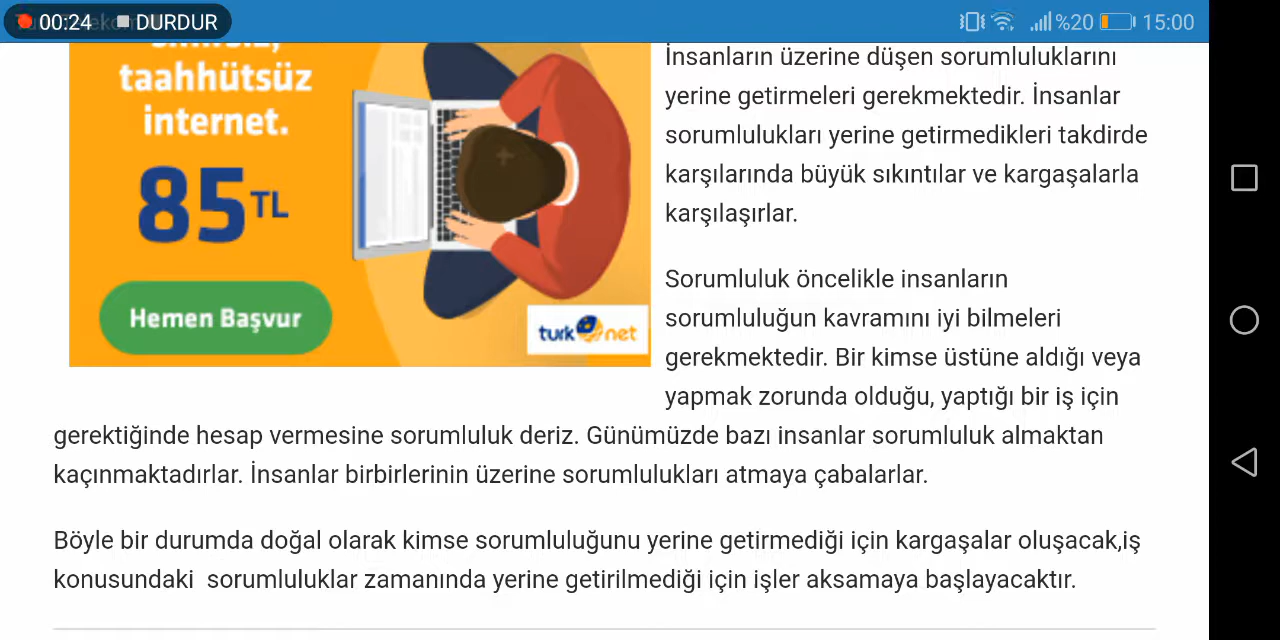 00:24 DURDUR %20 15:00
taahhütsüz
internet.
85 TL
Hemen Başvur
turk net
İnsanların üzerine düşen sorumluluklarını
yerine getirmeleri gerekmektedir. İnsanlar
sorumlulukları yerine getirmedikleri takdirde
karşılarında büyük sıkıntılar ve kargaşalarla
karşılaşırlar.
Sorumluluk öncelikle insanların
sorumluluğun kavramını iyi bilmeleri
gerekmektedir. Bir kimse üstüne aldığı veya
yapmak zorunda olduğu, yaptığı bir iş için
gerektiğinde hesap vermesine sorumluluk deriz. Günümüzde bazı insanlar sorumluluk almaktan
kaçınmaktadırlar. İnsanlar birbirlerinin üzerine sorumlulukları atmaya çabalarlar.
Böyle bir durumda doğal olarak kimse sorumluluğunu yerine getirmediği için kargaşalar oluşacak,iş
konusundaki sorumluluklar zamanında yerine getirilmediği için işler aksamaya başlayacaktır.